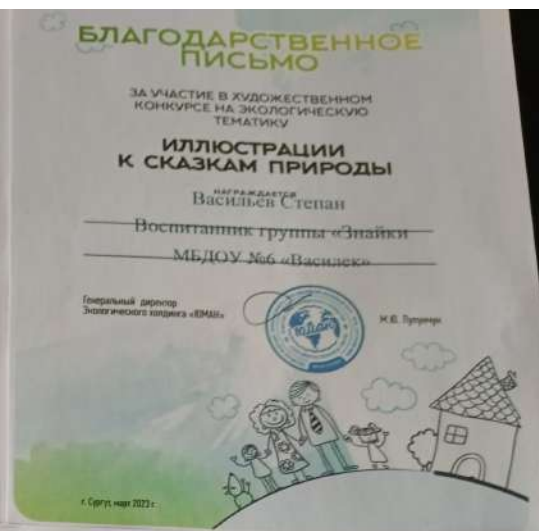 БЛАГОДАРСТВЕННОЕ
ПИСЬМО
ЗА УЧАСТИЕ В ХУДОЖЕСТВЕННОМ
КОНКУРСЕ НА ЭКОЛОГИЧЕСКУЮ
ТЕМАТИКУ
ИЛЛЮСТРАЦИИ
К СКАЗКАМ ПРИРОДЫ
НАГРАЖДАЕТСЯ
Васильев Степан
Воспитанник группы «Знайки
МБДОУ №6 «Василек»
Генеральный директор
Экологического холдинга «ЮМАН»
М.Ю.
г. Сургут, март 2023 г.